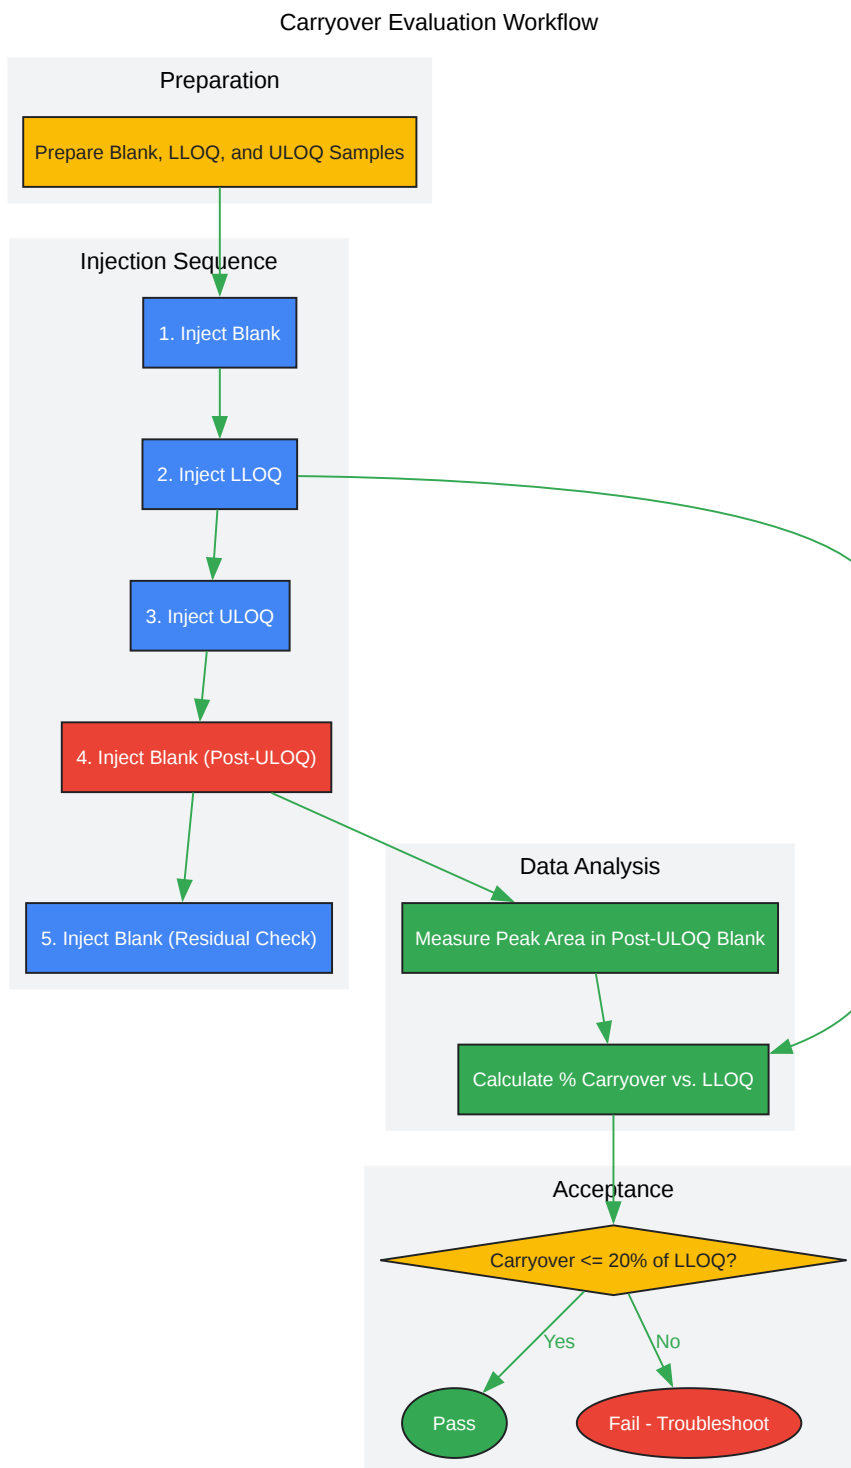 Carryover Evaluation Workflow
Preparation
Prepare Blank, LLOQ, and ULOQ Samples
Injection Sequence
1. Inject Blank
2. Inject LLOQ
3. Inject ULOQ
4. Inject Blank (Post-ULOQ)
5. Inject Blank (Residual Check)
Data Analysis
Measure Peak Area in Post-ULOQ Blank
Calculate % Carryover vs. LLOQ
Acceptance
Carryover <= 20% of LLOQ?
Yes
No
Pass
Fail - Troubleshoot